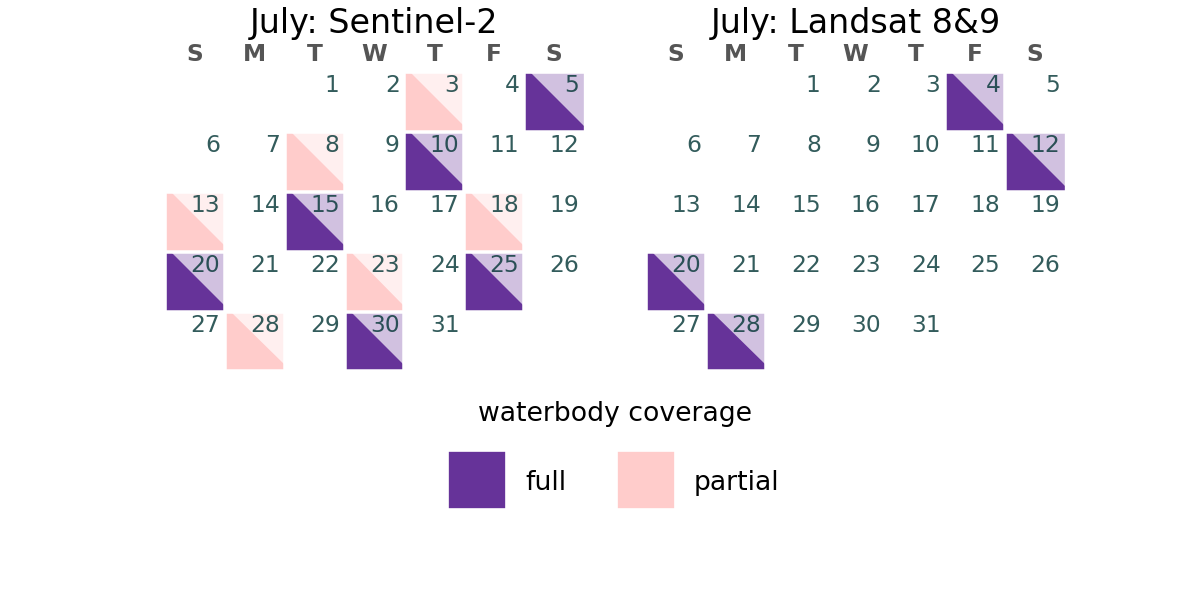 July: Sentinel-2
S M T W T F S
1 2 3 4 5
6 7 8 9 10 11 12
13 14 15 16 17 18 19
20 21 22 23 24 25 26
27 28 29 30 31
July: Landsat 8&9
S M T W T F S
1 2 3 4 5
6 7 8 9 10 11 12
13 14 15 16 17 18 19
20 21 22 23 24 25 26
27 28 29 30 31
waterbody coverage
full partial